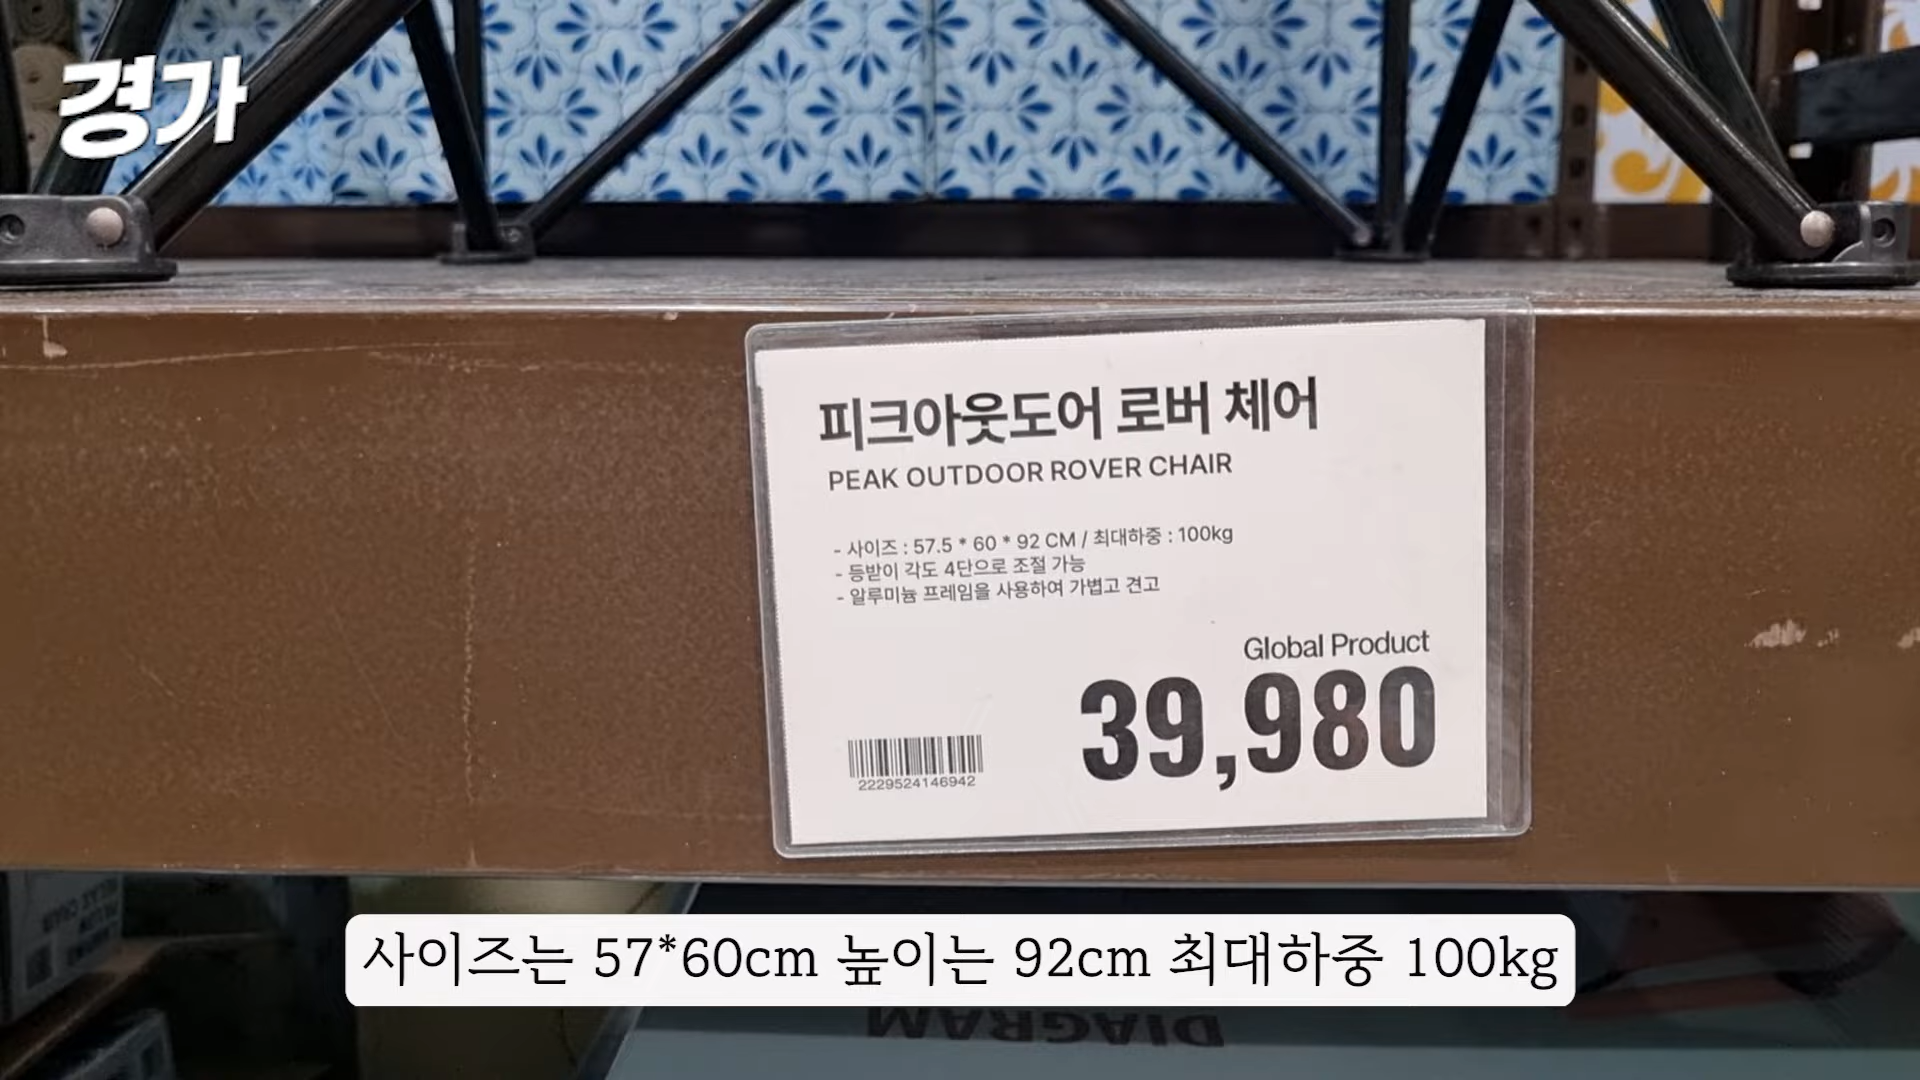 경가
피크아웃도어 로버 체어
PEAK OUTDOOR ROVER CHAIR
- 사이즈 : 57.5 * 60 * 92 CM / 최대하중 : 100kg
- 등받이 각도 4단으로 조절 가능
- 알루미늄 프레임을 사용하여 가볍고 견고
Global Product
39,980
2229524146942
사이즈는 57*60cm 높이는 92cm 최대하중 100kg
DIAGRAM